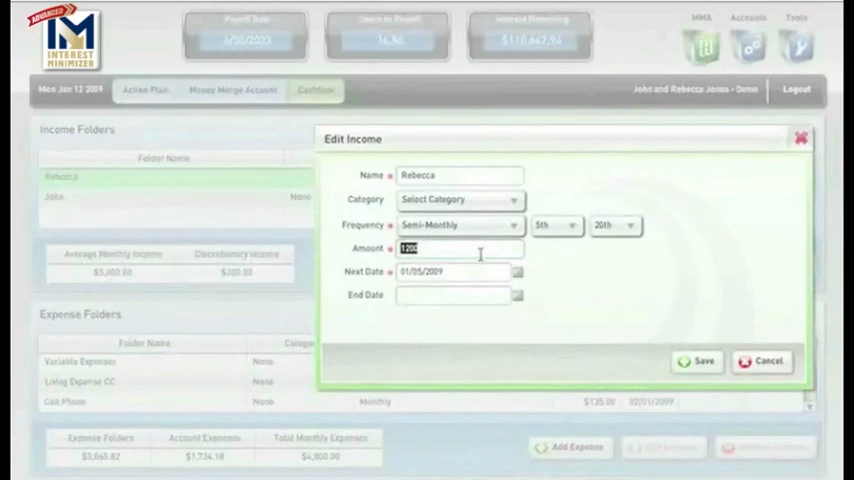 ADVANCED
IM
INTEREST
MINIMIZER
Payoff Date
Interest Remaining
MMA Accounts Tools
Mon Jan 12 2009 Action Plan Money Merge Account Cashflow John and Rebecca Jones - Demo Logout
Income Folders
Folder Name
Rebecca
John None
Average Monthly Income Discretionary Income
$5,000.00 $200.00
Edit Income
Name * Rebecca
Category Select Category
Frequency * Semi-Monthly 5th 20th
Amount * 1200
Next Date * 01/05/2009
End Date
Save Cancel
Expense Folders
Folder Name
Variable Expenses None
Living Expense CC None
Cell Phone None Monthly $135.00 02/01/2009
Expense Folders Account Expenses Total Monthly Expenses
$3,065.82 $1,734.18 $4,800.00
Add Expense